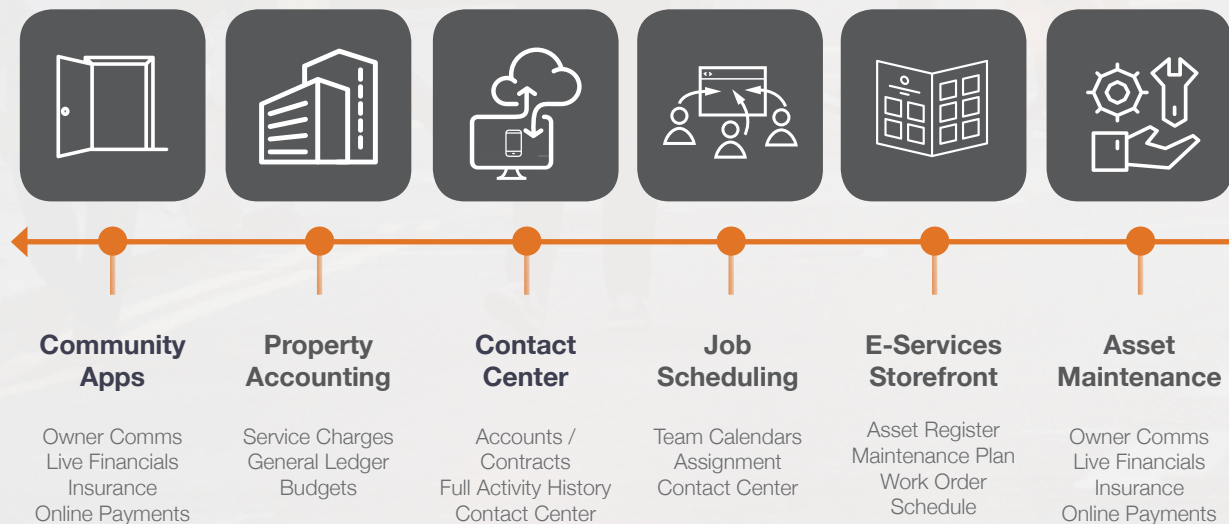 Community
Apps
Owner Comms
Live Financials
Insurance
Online Payments
Property
Accounting
Service Charges
General Ledger
Budgets
Contact
Center
Accounts /
Contracts
Full Activity History
Contact Center
Job
Scheduling
Team Calendars
Assignment
Contact Center
E-Services
Storefront
Asset Register
Maintenance Plan
Work Order
Schedule
Asset
Maintenance
Owner Comms
Live Financials
Insurance
Online Payments